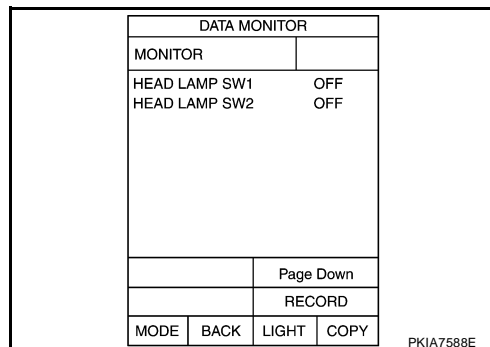 DATA MONITOR
MONITOR
HEAD LAMP SW1 OFF
HEAD LAMP SW2 OFF
Page Down
RECORD
MODE BACK LIGHT COPY
PKIA7588E